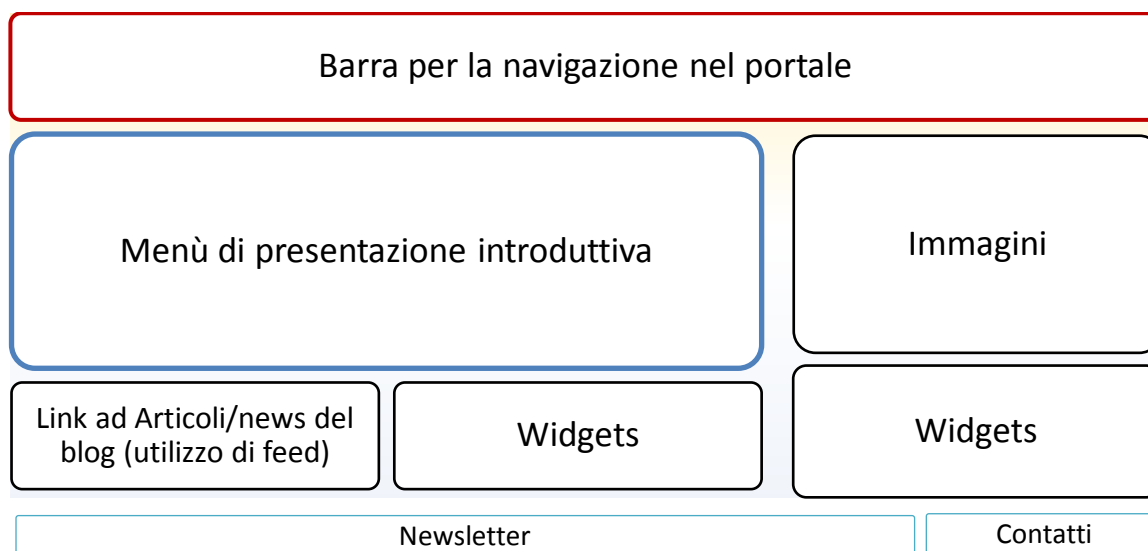 Barra per la navigazione nel portale
Menù di presentazione introduttiva
Immagini
Link ad Articoli/news del
blog (utilizzo di feed)
Widgets
Widgets
Newsletter
Contatti